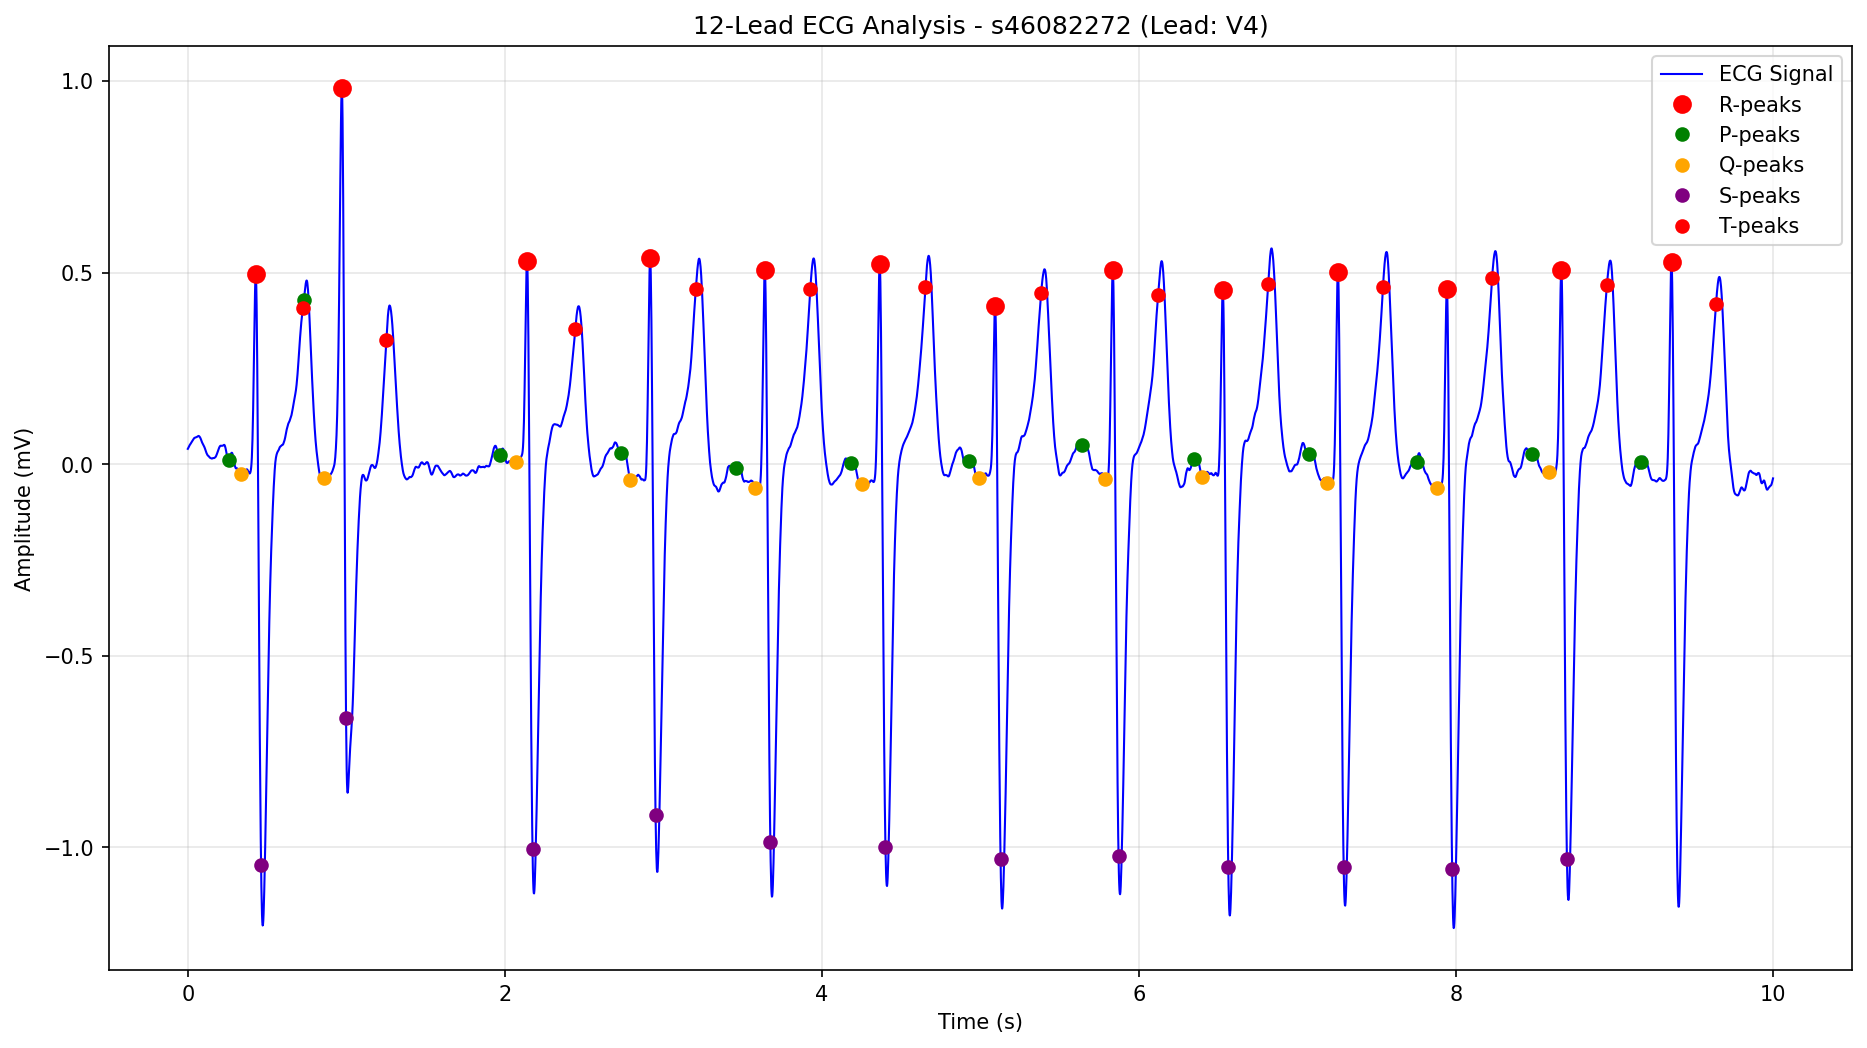 12-Lead ECG Analysis - s46082272 (Lead: V4)
ECG Signal
R-peaks
P-peaks
Q-peaks
S-peaks
T-peaks
1.0
0.5
0.0
−0.5
−1.0
Amplitude (mV)
0 2 4 6 8 10
Time (s)